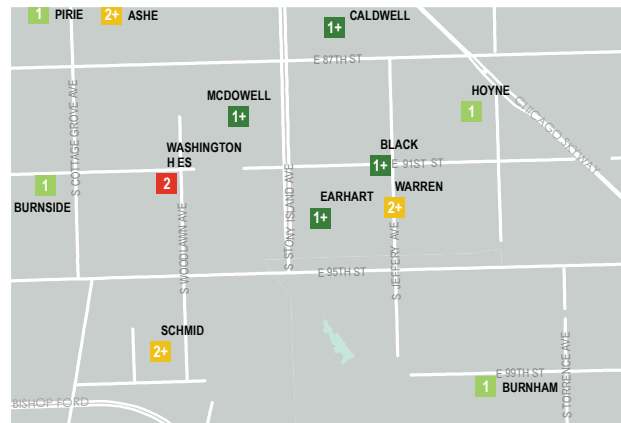 1 PIRIE
2+ ASHE
CALDWELL
1+
E 87TH ST
S COTTAGE GROVE AVE
MCDOWELL
1+
HOYNE
1
CHICAGO SKYWAY
WASHINGTON
H ES
2
BLACK
1+
E 91ST ST
1
BURNSIDE
S WOODLAWN AVE
S STONY ISLAND AVE
EARHART
1+
WARREN
2+
S JEFFERY AVE
E 95TH ST
SCHMID
2+
S TORRENCE AVE
E 99TH ST
1
BURNHAM
BISHOP FORD